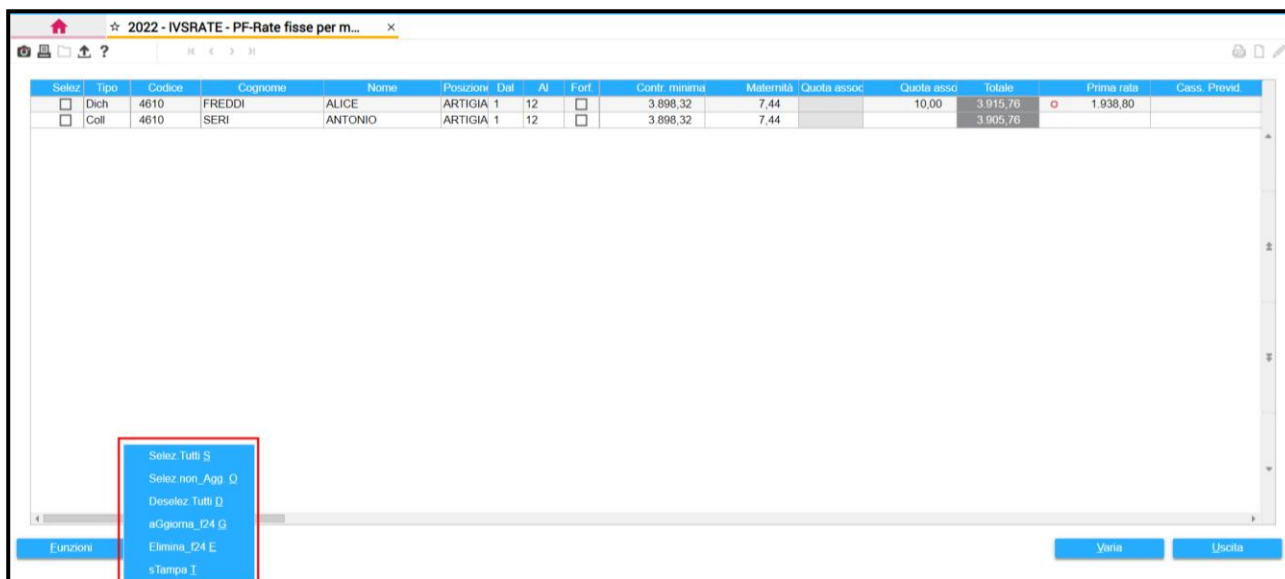 ☆ 2022 - IVSRATE - PF-Rate fisse per m... ×
?
Selez Tipo Codice Cognome Nome Posizion Dal Al Forf. Contr. minima Maternità Quota assoc Quota asso Totale Prima rata Cass. Previd.
Dich 4610 FREDDI ALICE ARTIGIA 1 12 3.898,32 7,44 10,00 3.915,76 o 1.938,80
Coll 4610 SERI ANTONIO ARTIGIA 1 12 3.898,32 7,44 3.905,76
Selez.Tutti S
Selez.non_Agg. O
Deselez.Tutti D
aGgiorna_f24 G
Elimina_f24 E
sTampa T
Funzioni
Varia
Uscita